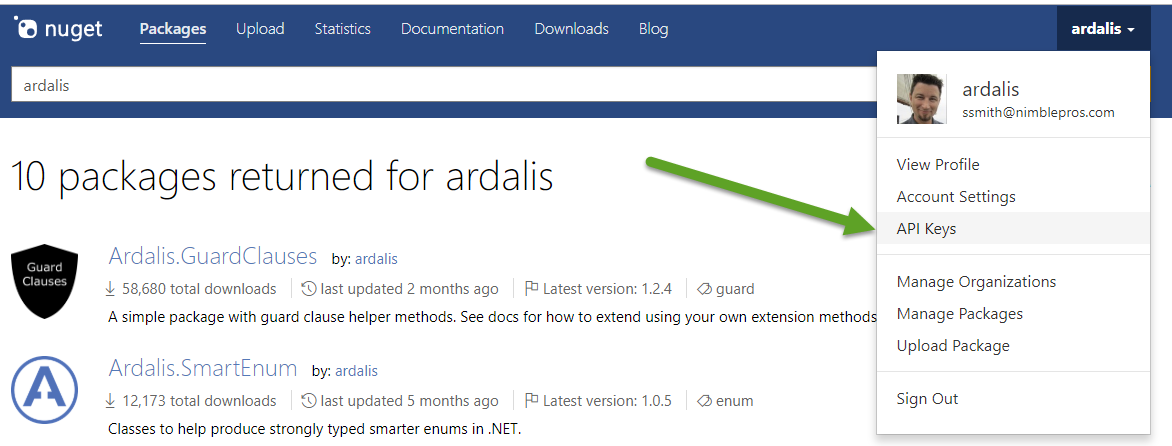 nuget Packages Upload Statistics Documentation Downloads Blog ardalis
ardalis
ardalis
ssmith@nimblepros.com
View Profile
Account Settings
API Keys
Manage Organizations
Manage Packages
Upload Package
Sign Out
10 packages returned for ardalis
Guard
Clauses
Ardalis.GuardClauses by: ardalis
58,680 total downloads last updated 2 months ago Latest version: 1.2.4 guard
A simple package with guard clause helper methods. See docs for how to extend using your own extension methods
A
Ardalis.SmartEnum by: ardalis
12,173 total downloads last updated 5 months ago Latest version: 1.0.5 enum
Classes to help produce strongly typed smarter enums in .NET.